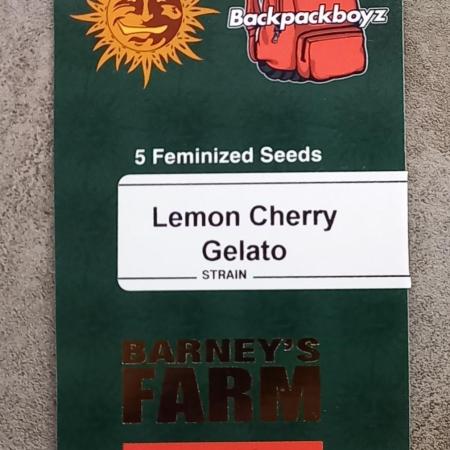 Backpackboyz
5 Feminized Seeds
Lemon Cherry
Gelato
STRAIN
BARNEY'S
FARM